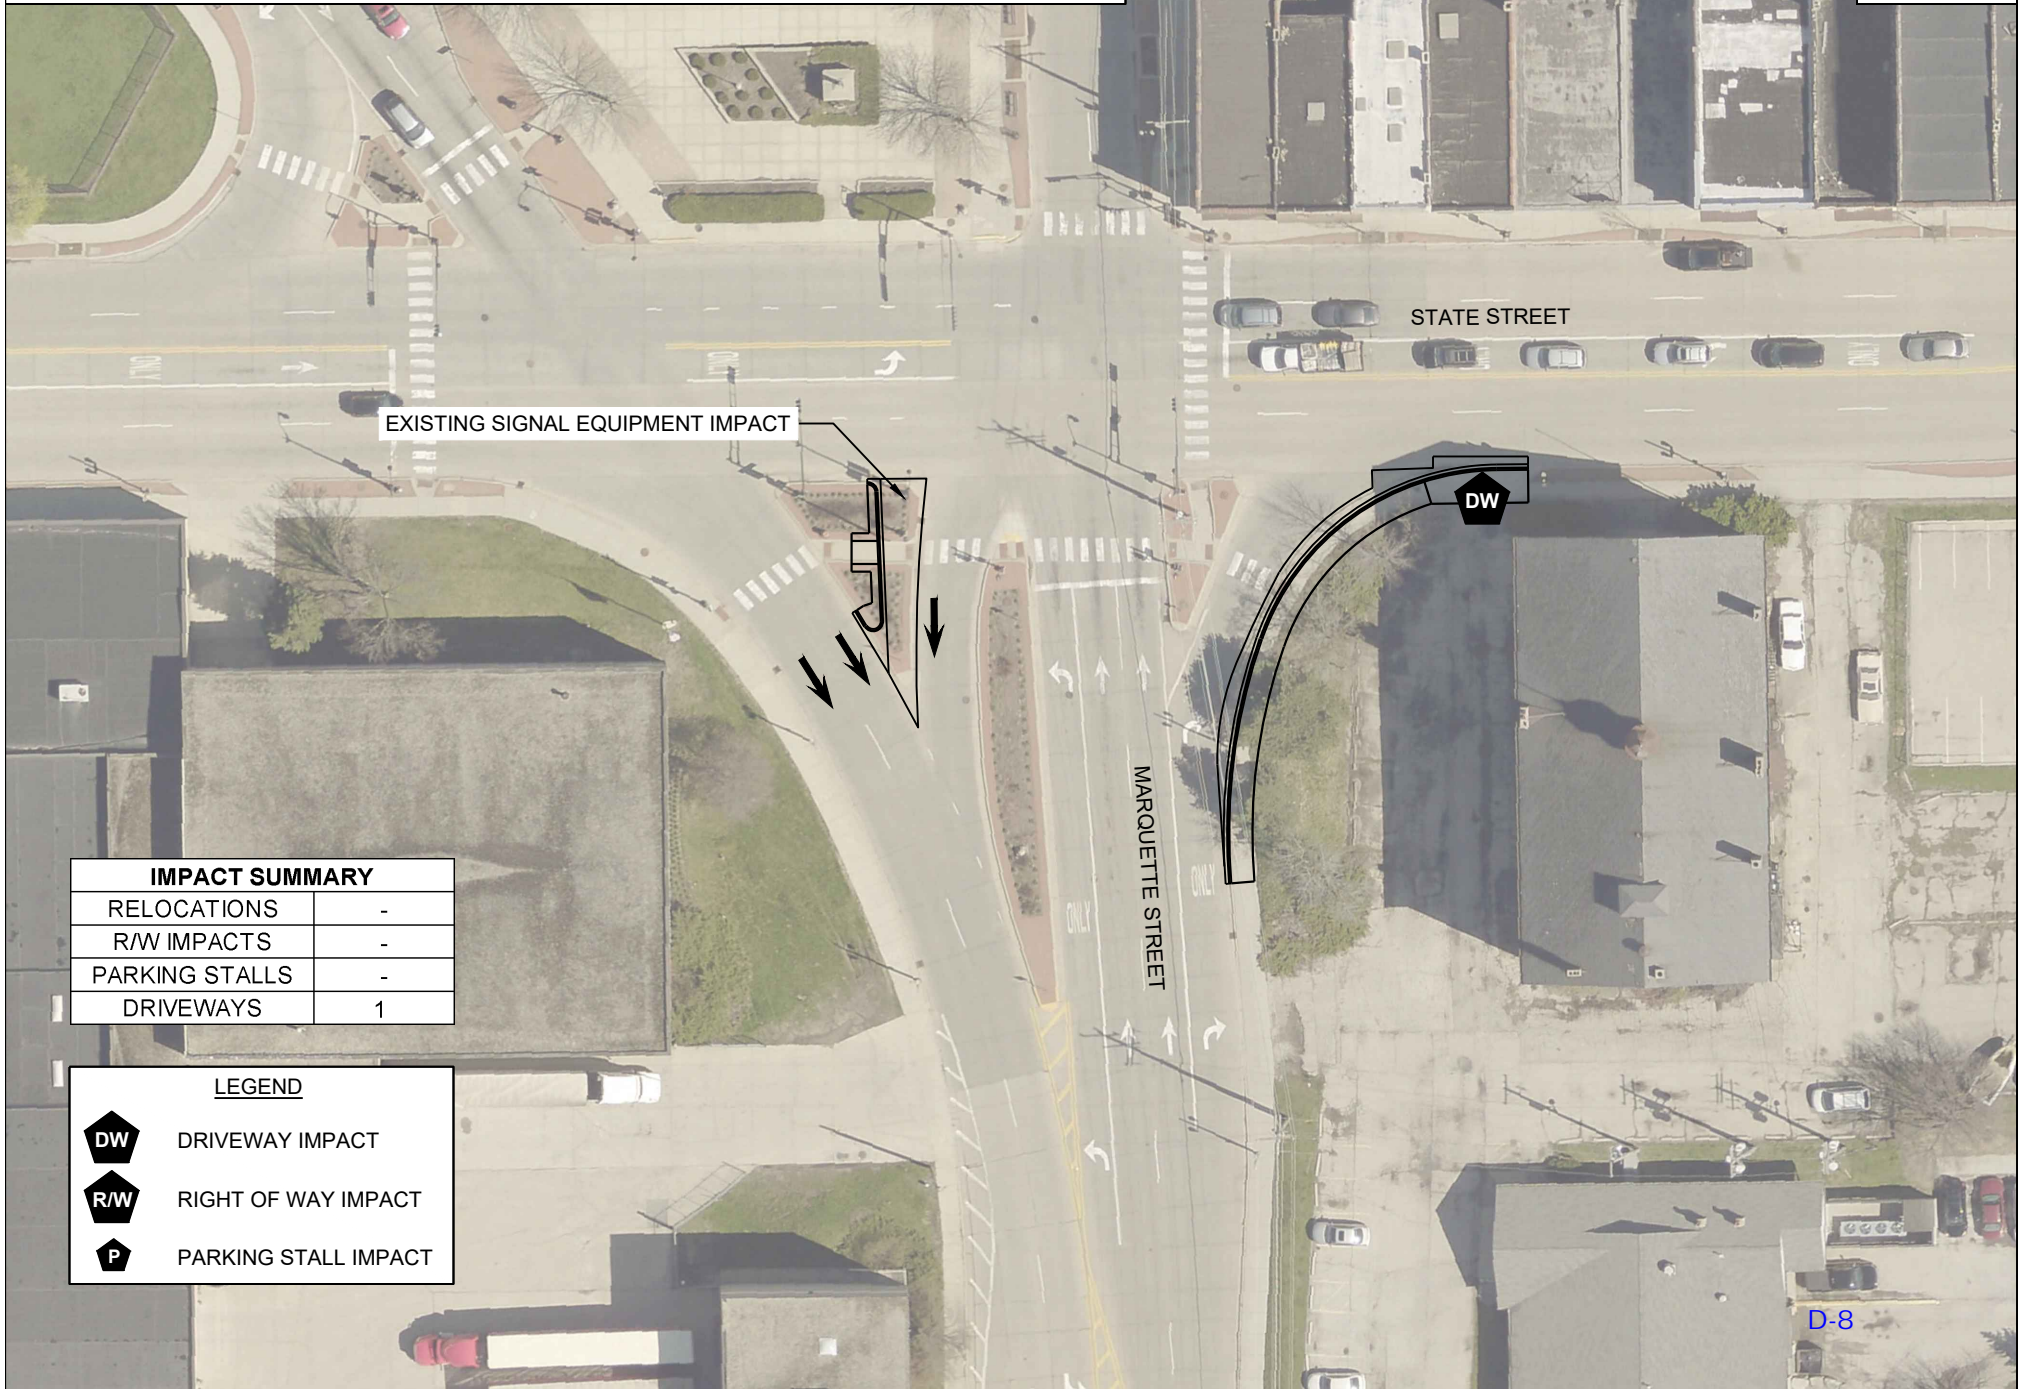 STATE STREET
ONLY
ONLY
ONLY
EXISTING SIGNAL EQUIPMENT IMPACT
DW
MARQUETTE STREET
ONLY
ONLY
IMPACT SUMMARY
RELOCATIONS -
R/W IMPACTS -
PARKING STALLS -
DRIVEWAYS 1
LEGEND
DW DRIVEWAY IMPACT
R/W RIGHT OF WAY IMPACT
P PARKING STALL IMPACT
D-8